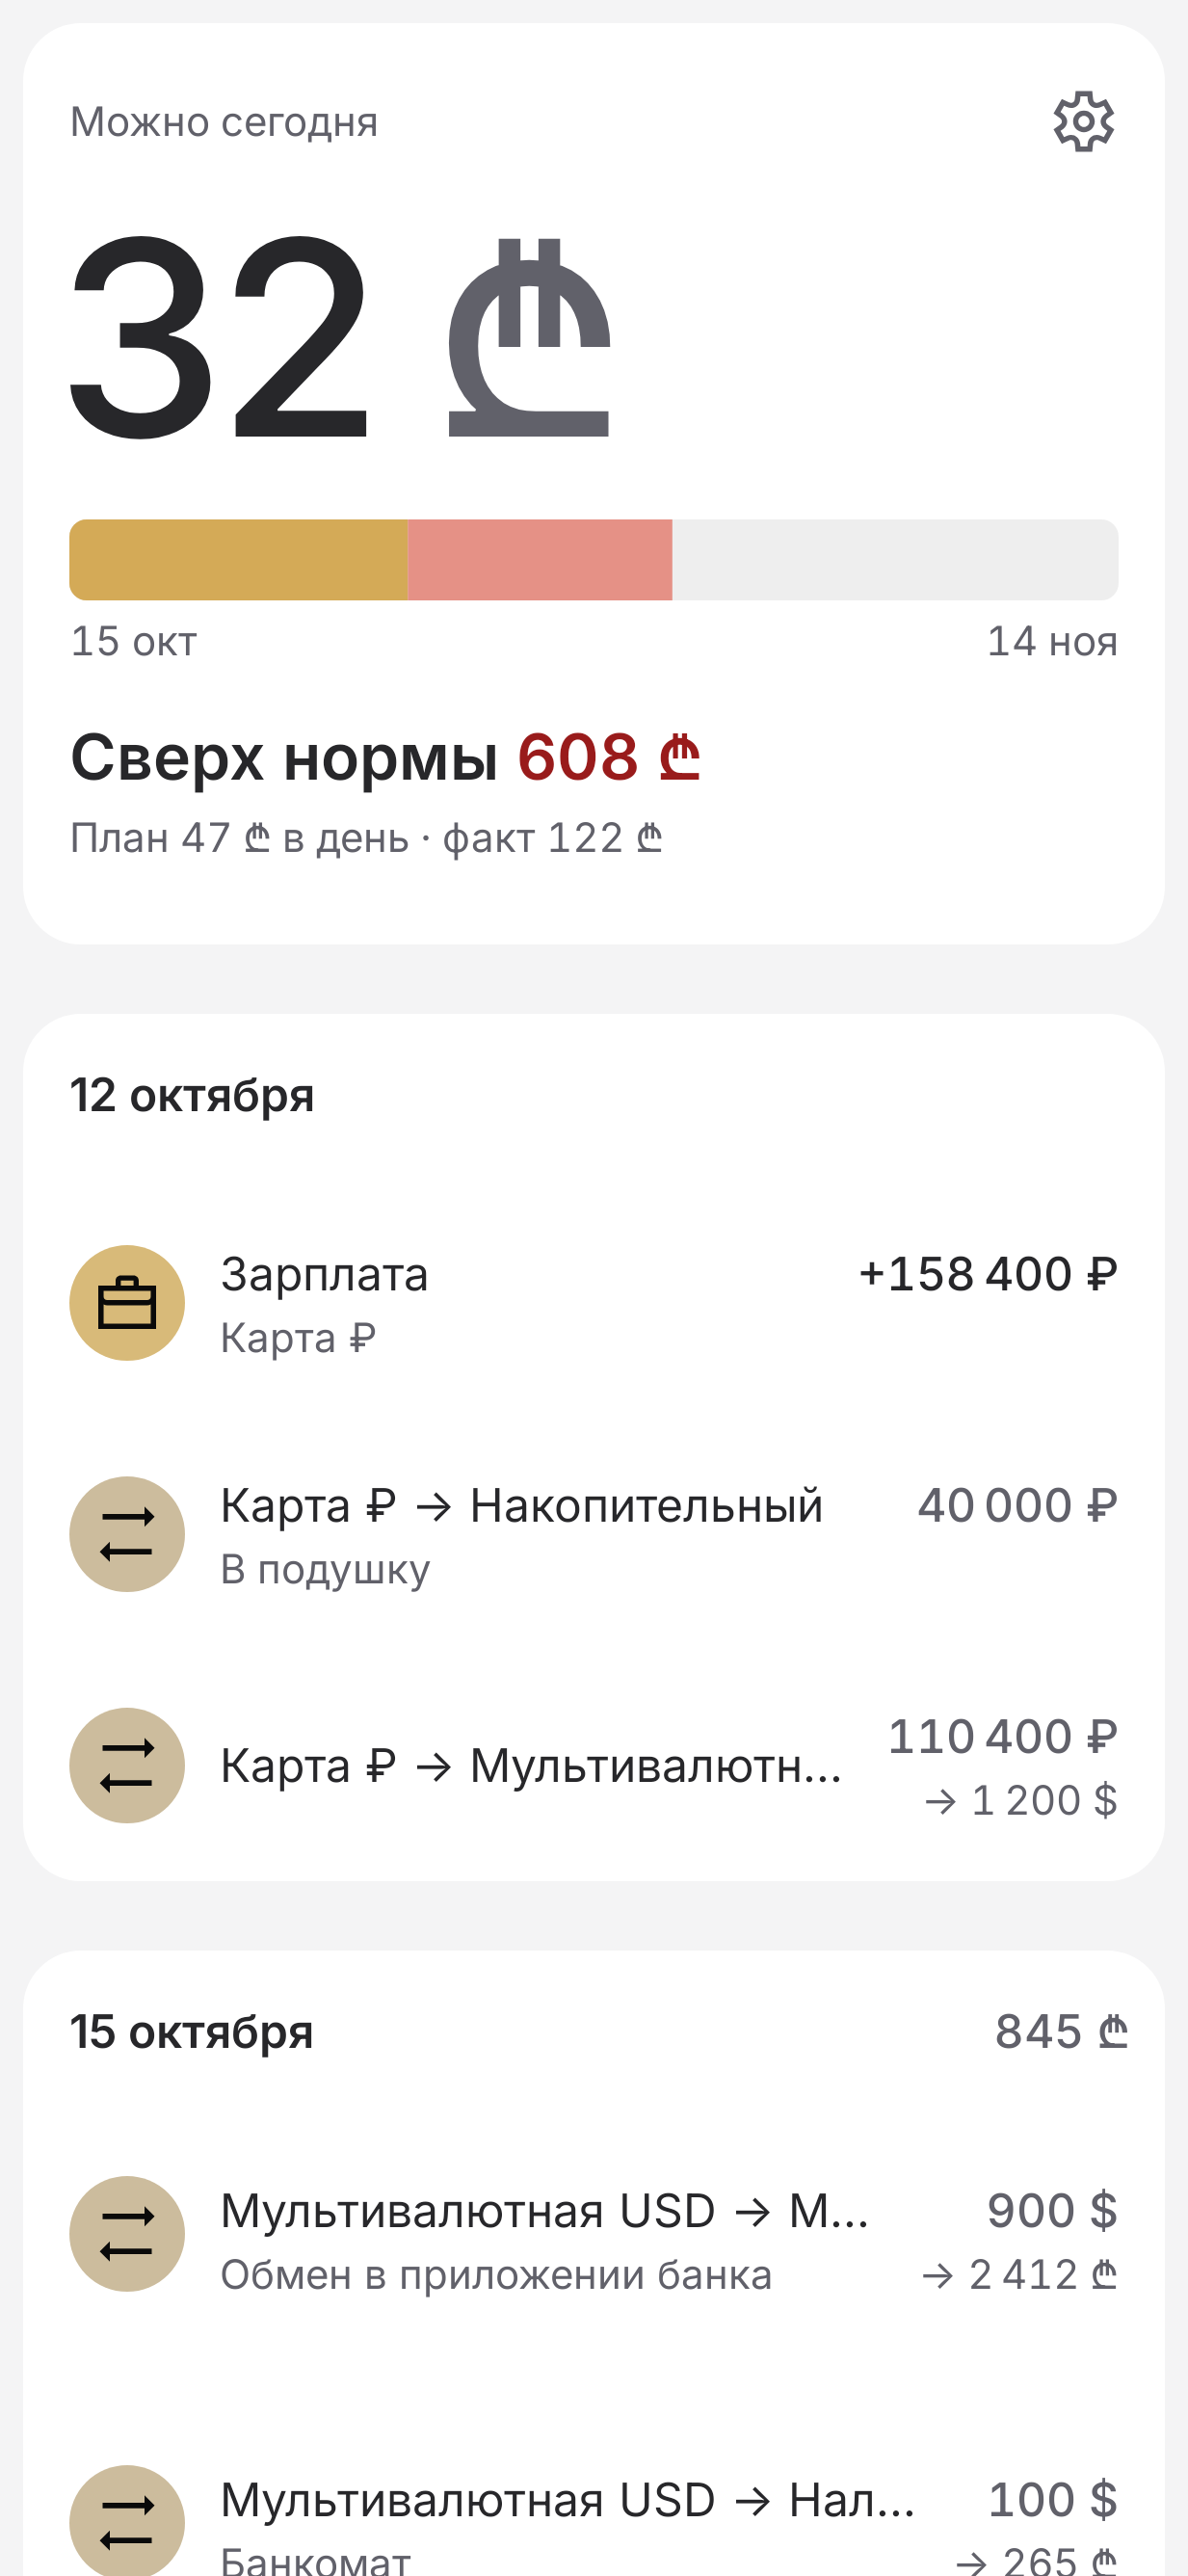 Можно сегодня
32 ₾
15 окт 14 ноя
Сверх нормы 608 ₾
План 47 ₾ в день · факт 122 ₾
12 октября
Зарплата +158 400 ₽
Карта ₽
Карта ₽ → Накопительный 40 000 ₽
В подушку
Карта ₽ → Мультивалютн... 110 400 ₽
→ 1 200 $
15 октября 845 ₾
Мультивалютная USD → М... 900 $
Обмен в приложении банка → 2 412 ₾
Мультивалютная USD → Нал... 100 $
Банкомат → 265 ₾